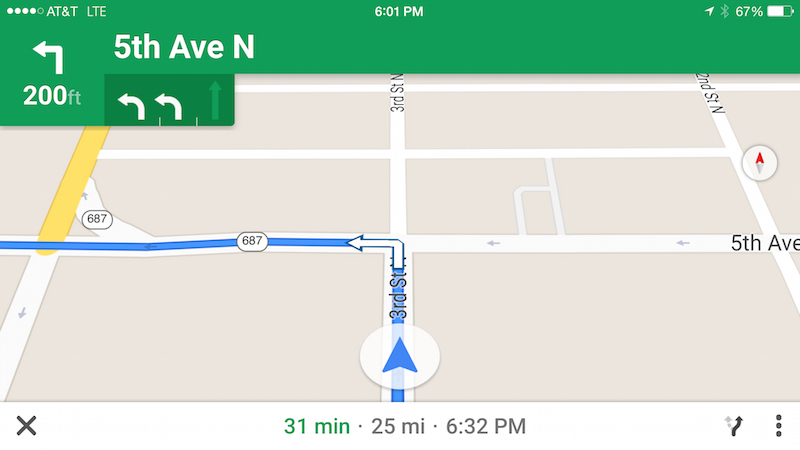 AT&T LTE 6:01 PM 67%
5th Ave N
200ft
3rd St N
2nd St N
687
687
5th Ave
3rd St
31 min · 25 mi · 6:32 PM